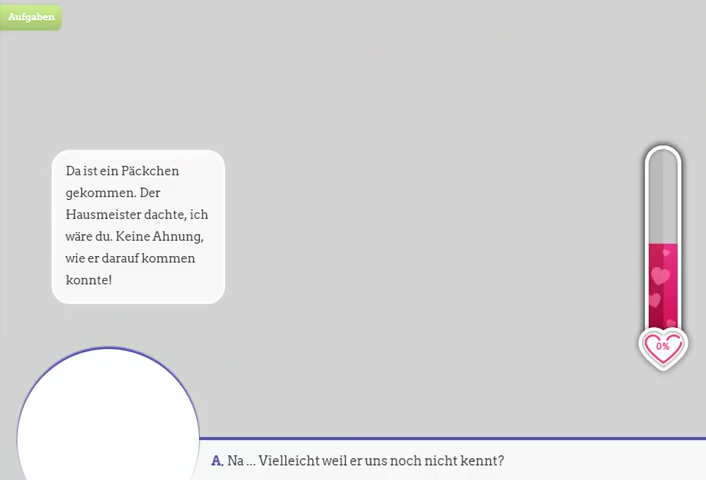 Aufgaben
Da ist ein Päckchen
gekommen. Der
Hausmeister dachte, ich
wäre du. Keine Ahnung,
wie er darauf kommen
konnte!
0%
A. Na ... Vielleicht weil er uns noch nicht kennt?